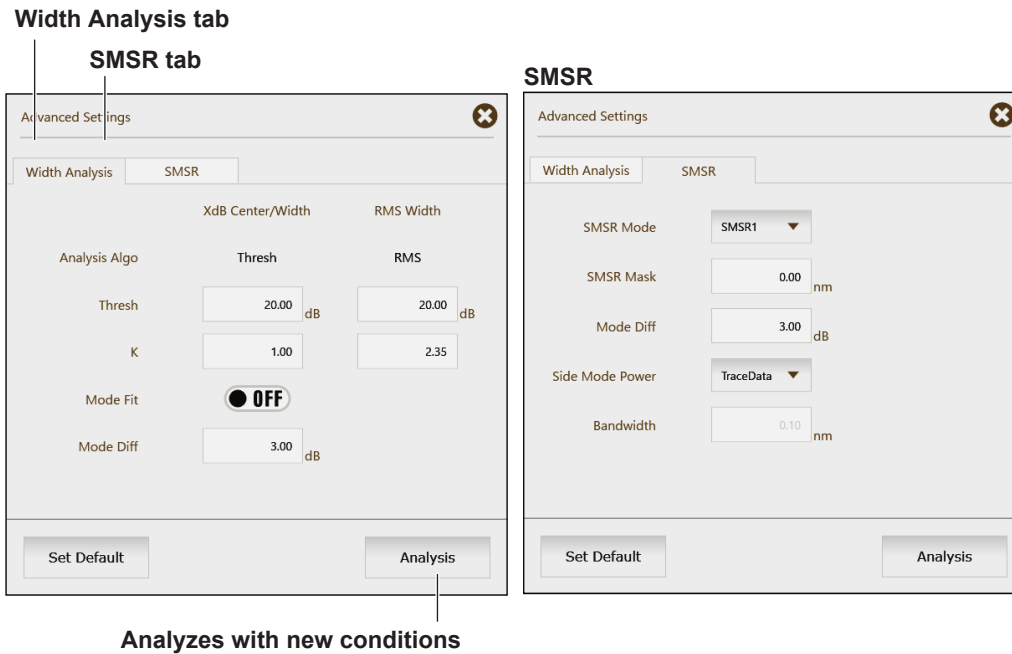 Width Analysis tab
SMSR tab
Advanced Settings
Width Analysis SMSR
XdB Center/Width RMS Width
Analysis Algo Thresh RMS
Thresh 20.00 dB 20.00 dB
K 1.00 2.35
Mode Fit OFF
Mode Diff 3.00 dB
Set Default Analysis
Analyzes with new conditions
SMSR
Advanced Settings
Width Analysis SMSR
SMSR Mode SMSR1
SMSR Mask 0.00 nm
Mode Diff 3.00 dB
Side Mode Power TraceData
Bandwidth 0.10 nm
Set Default Analysis